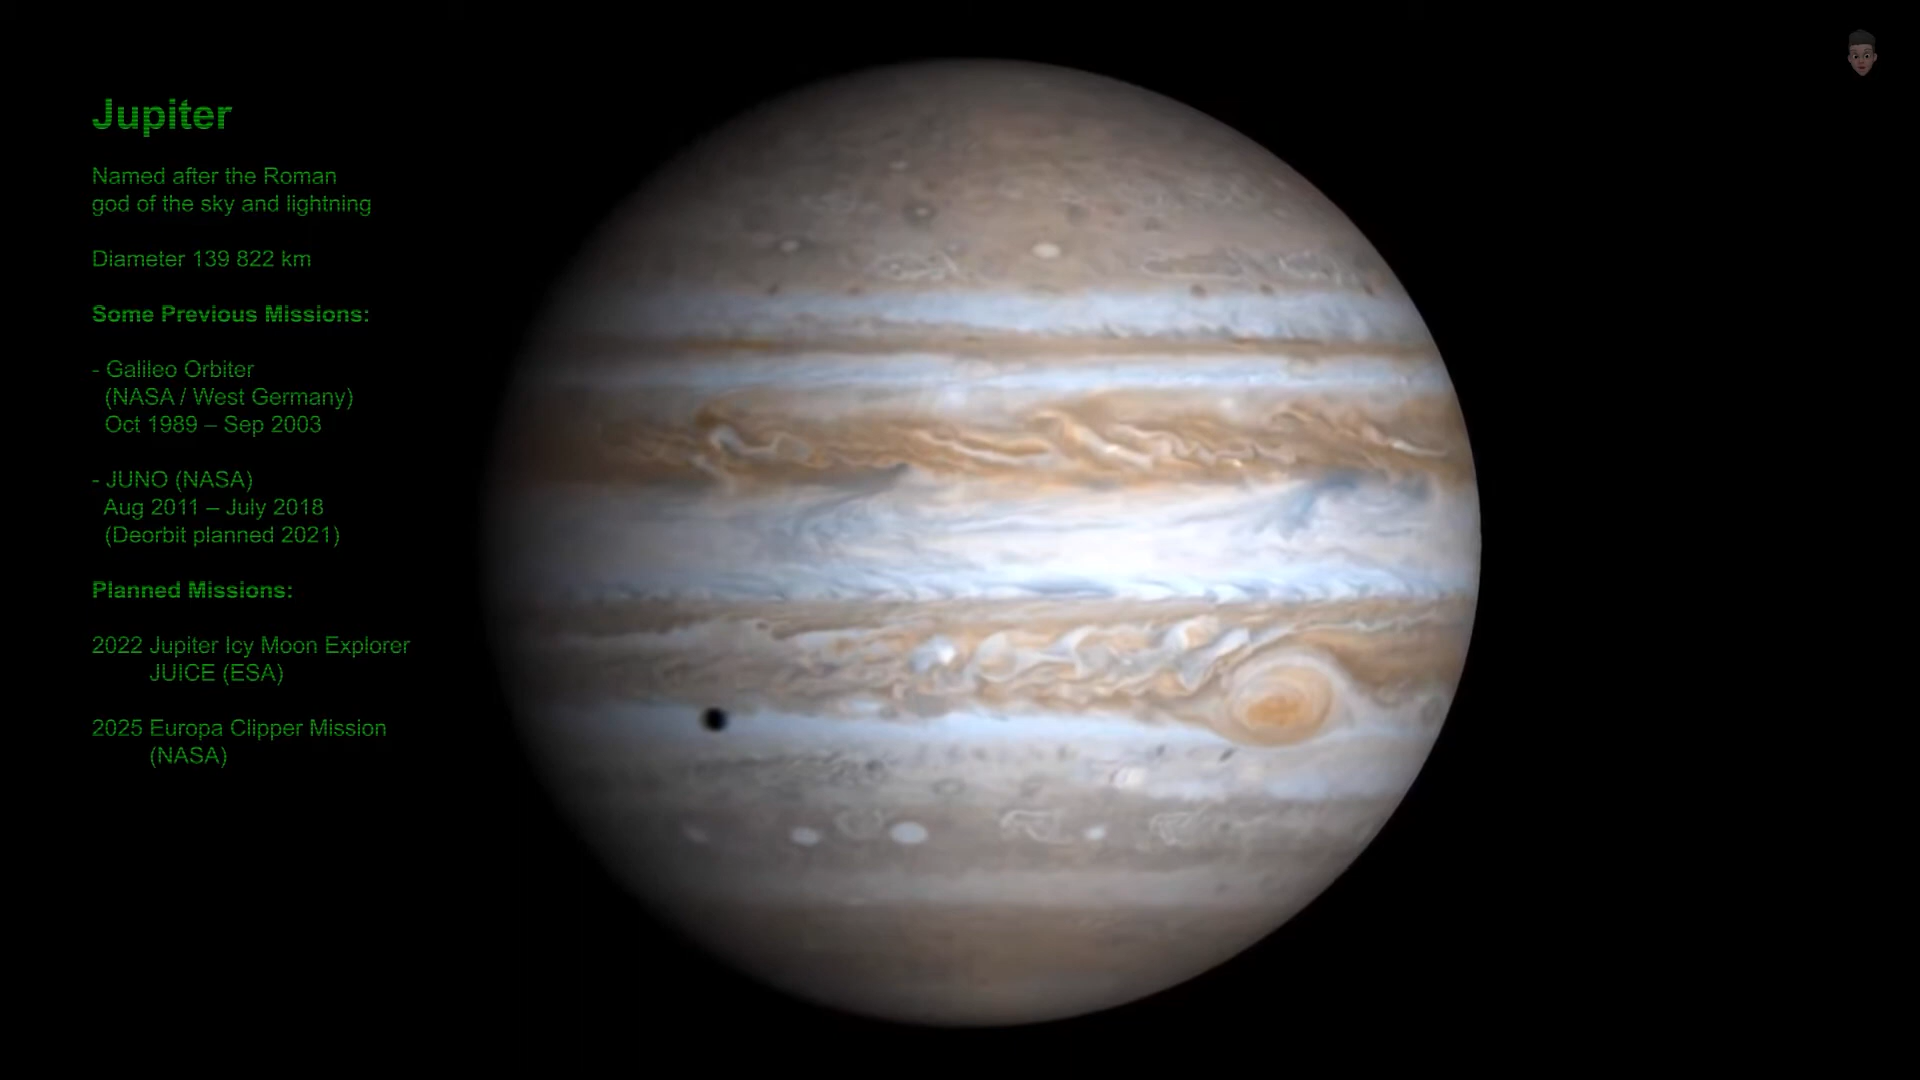 Jupiter
Named after the Roman
god of the sky and lightning
Diameter 139 822 km
Some Previous Missions:
- Galileo Orbiter
(NASA / West Germany)
Oct 1989 – Sep 2003
- JUNO (NASA)
Aug 2011 – July 2018
(Deorbit planned 2021)
Planned Missions:
2022 Jupiter Icy Moon Explorer
JUICE (ESA)
2025 Europa Clipper Mission
(NASA)